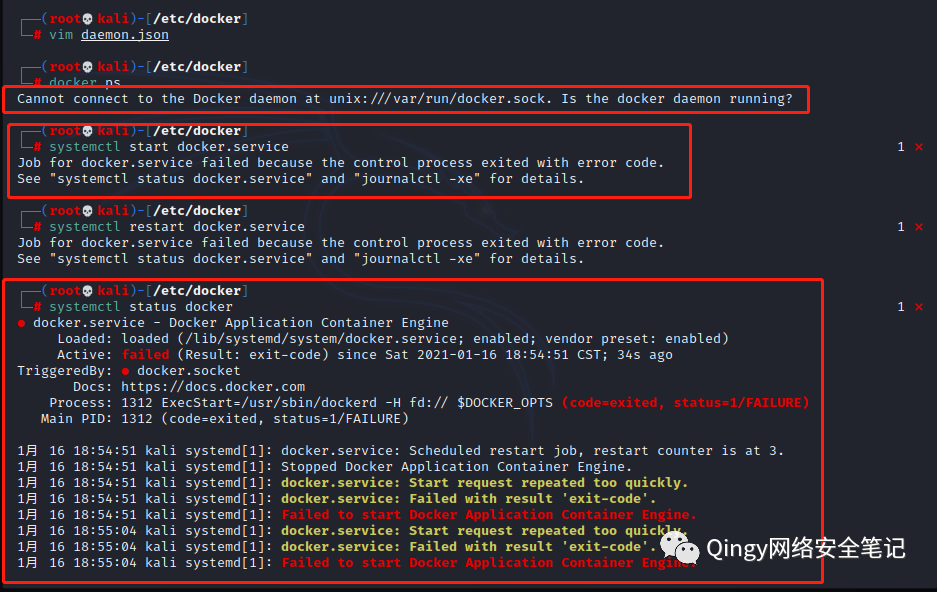 ┌──(root💀kali)-[/etc/docker]
└─# vim daemon.json
┌──(root💀kali)-[/etc/docker]
└─# docker ps
Cannot connect to the Docker daemon at unix:///var/run/docker.sock. Is the docker daemon running?
┌──(root💀kali)-[/etc/docker]
└─# systemctl start docker.service 1 ⨯
Job for docker.service failed because the control process exited with error code.
See "systemctl status docker.service" and "journalctl -xe" for details.
┌──(root💀kali)-[/etc/docker]
└─# systemctl restart docker.service 1 ⨯
Job for docker.service failed because the control process exited with error code.
See "systemctl status docker.service" and "journalctl -xe" for details.
┌──(root💀kali)-[/etc/docker]
└─# systemctl status docker 1 ⨯
● docker.service - Docker Application Container Engine
Loaded: loaded (/lib/systemd/system/docker.service; enabled; vendor preset: enabled)
Active: failed (Result: exit-code) since Sat 2021-01-16 18:54:51 CST; 34s ago
TriggeredBy: ● docker.socket
Docs: https://docs.docker.com
Process: 1312 ExecStart=/usr/sbin/dockerd -H fd:// $DOCKER_OPTS (code=exited, status=1/FAILURE)
Main PID: 1312 (code=exited, status=1/FAILURE)
1月 16 18:54:51 kali systemd[1]: docker.service: Scheduled restart job, restart counter is at 3.
1月 16 18:54:51 kali systemd[1]: Stopped Docker Application Container Engine.
1月 16 18:54:51 kali systemd[1]: docker.service: Start request repeated too quickly.
1月 16 18:54:51 kali systemd[1]: docker.service: Failed with result 'exit-code'.
1月 16 18:54:51 kali systemd[1]: Failed to start Docker Application Container Engine.
1月 16 18:55:04 kali systemd[1]: docker.service: Start request repeated too quickly.
1月 16 18:55:04 kali systemd[1]: docker.service: Failed with result 'exit-code'.
1月 16 18:55:04 kali systemd[1]: Failed to start Docker Application Container Engine.
Qingy网络安全笔记